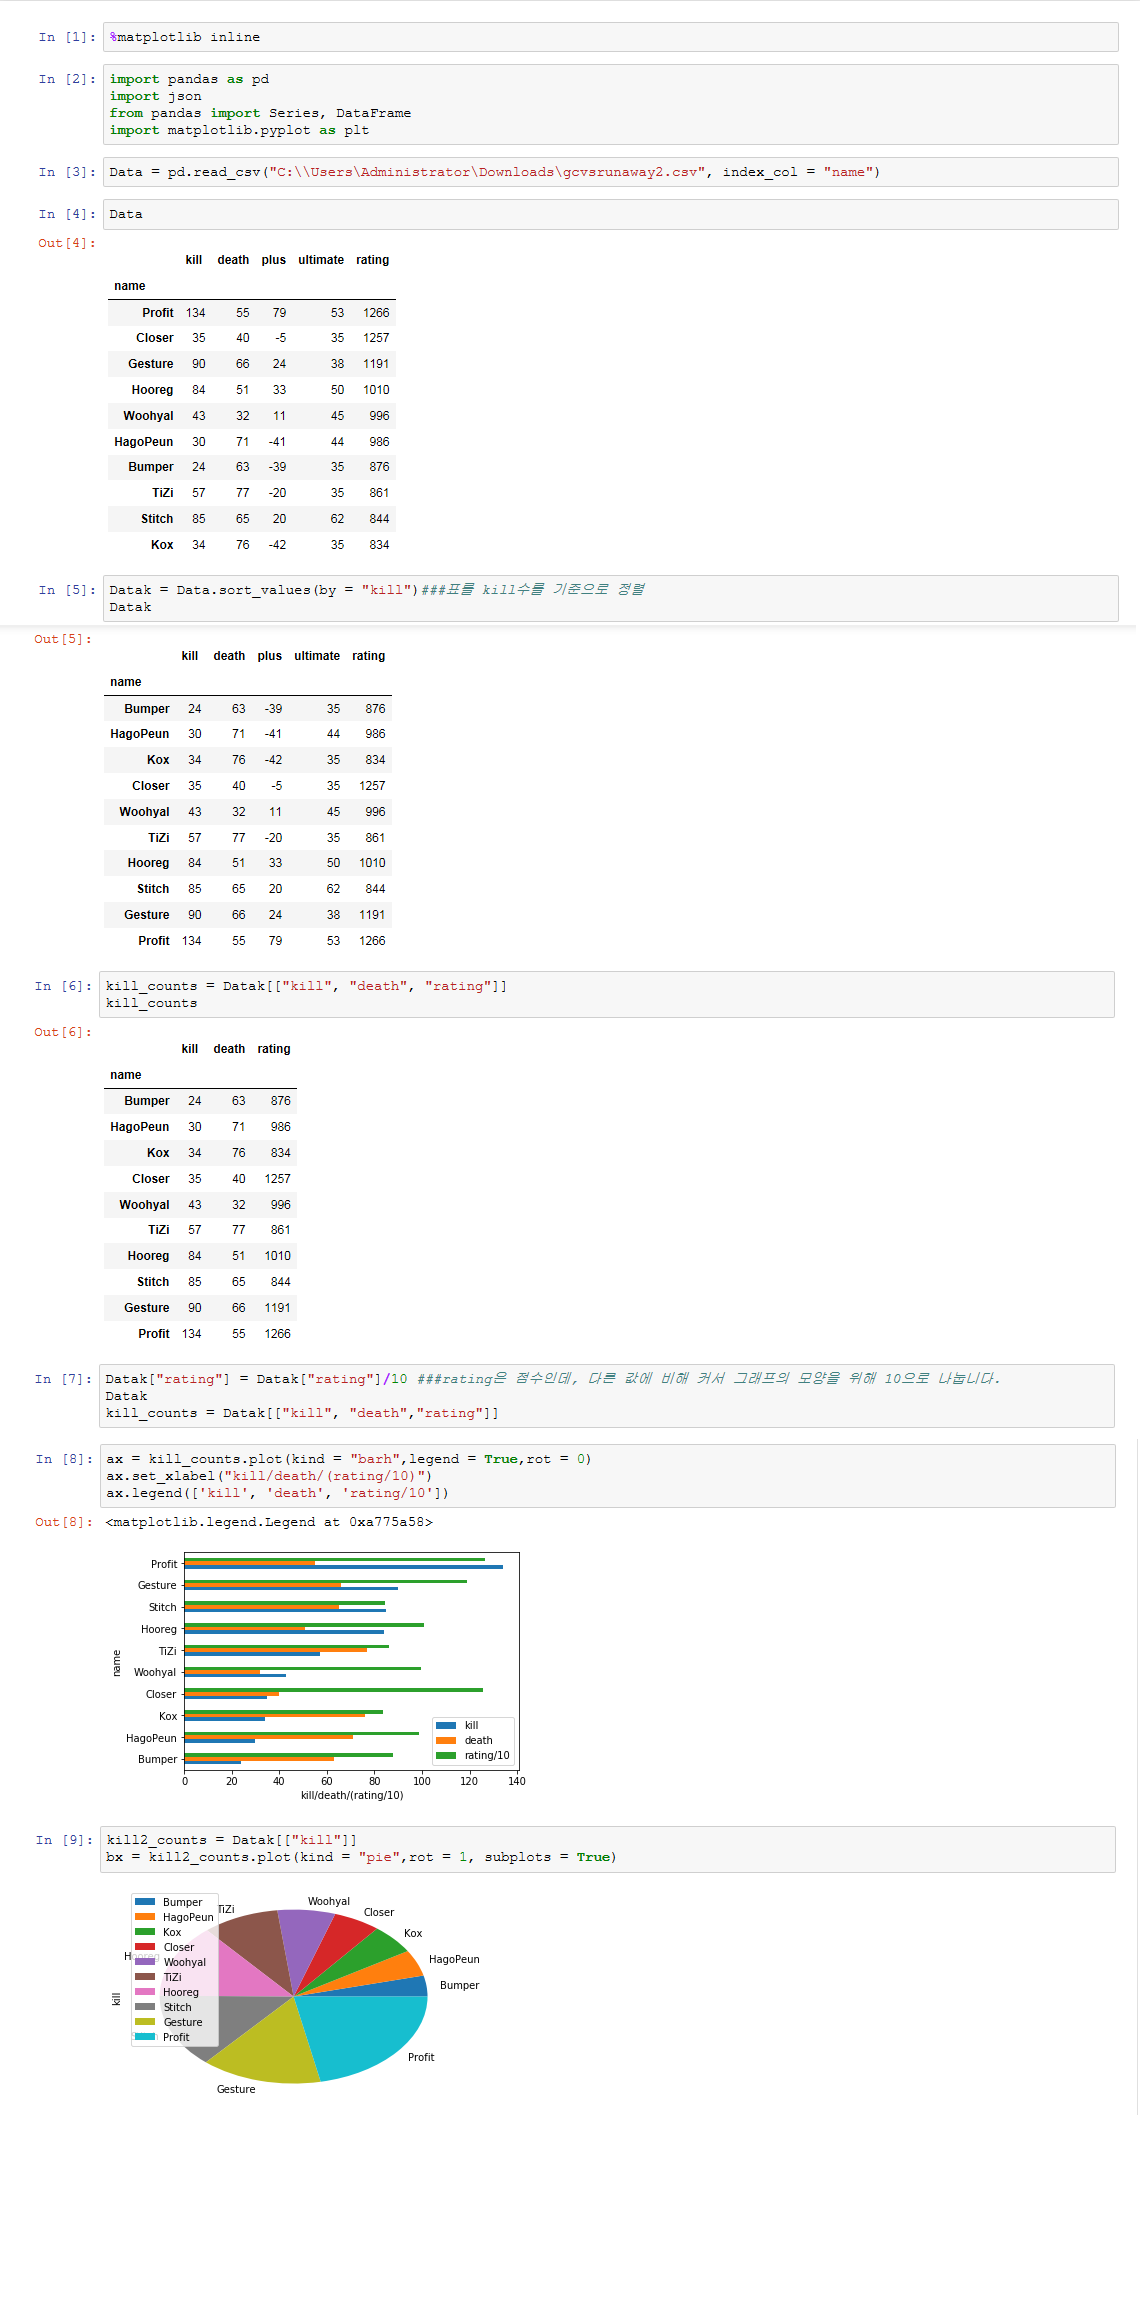 In [1]: %matplotlib inline
In [2]: import pandas as pd
import json
from pandas import Series, DataFrame
import matplotlib.pyplot as plt
In [3]: Data = pd.read_csv("C:\\Users\Administrator\Downloads\gcvsrunaway2.csv", index_col = "name")
In [4]: Data
Out[4]:
kill death plus ultimate rating
name
Profit 134 55 79 53 1266
Closer 35 40 -5 35 1257
Gesture 90 66 24 38 1191
Hooreg 84 51 33 50 1010
Woohyal 43 32 11 45 996
HagoPeun 30 71 -41 44 986
Bumper 24 63 -39 35 876
TiZi 57 77 -20 35 861
Stitch 85 65 20 62 844
Kox 34 76 -42 35 834
In [5]: Datak = Data.sort_values(by = "kill")###표를 kill수를 기준으로 정렬
Datak
Out[5]:
kill death plus ultimate rating
name
Bumper 24 63 -39 35 876
HagoPeun 30 71 -41 44 986
Kox 34 76 -42 35 834
Closer 35 40 -5 35 1257
Woohyal 43 32 11 45 996
TiZi 57 77 -20 35 861
Hooreg 84 51 33 50 1010
Stitch 85 65 20 62 844
Gesture 90 66 24 38 1191
Profit 134 55 79 53 1266
In [6]: kill_counts = Datak[["kill", "death", "rating"]]
kill_counts
Out[6]:
kill death rating
name
Bumper 24 63 876
HagoPeun 30 71 986
Kox 34 76 834
Closer 35 40 1257
Woohyal 43 32 996
TiZi 57 77 861
Hooreg 84 51 1010
Stitch 85 65 844
Gesture 90 66 1191
Profit 134 55 1266
In [7]: Datak["rating"] = Datak["rating"]/10 ###rating은 점수인데, 다른 값에 비해 커서 그래프의 모양을 위해 10으로 나눕니다.
Datak
kill_counts = Datak[["kill", "death","rating"]]
In [8]: ax = kill_counts.plot(kind = "barh",legend = True,rot = 0)
ax.set_xlabel("kill/death/(rating/10)")
ax.legend(['kill', 'death', 'rating/10'])
Out[8]: <matplotlib.legend.Legend at 0xa775a58>
Profit
Gesture
Stitch
Hooreg
TiZi
name
Woohyal
Closer
Kox
HagoPeun
Bumper
kill
death
rating/10
0 20 40 60 80 100 120 140
kill/death/(rating/10)
In [9]: kill2_counts = Datak[["kill"]]
bx = kill2_counts.plot(kind = "pie",rot = 1, subplots = True)
Bumper
HagoPeun
Kox
Closer
Woohyal
TiZi
Hooreg
Stitch
Gesture
Profit
kill
TiZi
Woohyal
Closer
Kox
HagoPeun
Bumper
Hooreg
Profit
Gesture